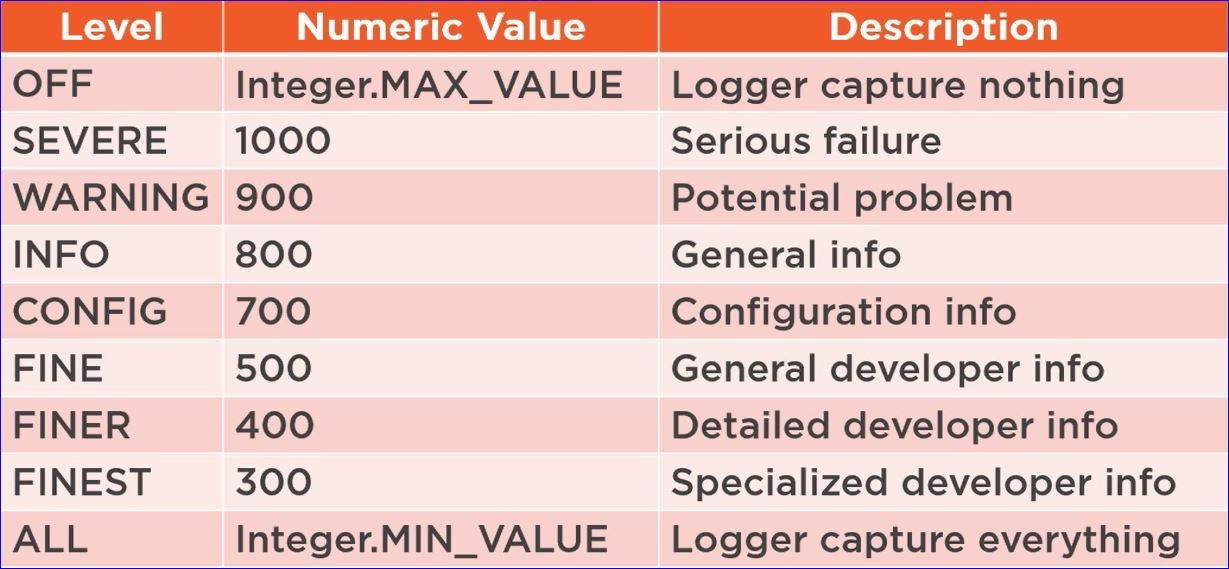 Level Numeric Value Description
OFF Integer.MAX_VALUE Logger capture nothing
SEVERE 1000 Serious failure
WARNING 900 Potential problem
INFO 800 General info
CONFIG 700 Configuration info
FINE 500 General developer info
FINER 400 Detailed developer info
FINEST 300 Specialized developer info
ALL Integer.MIN_VALUE Logger capture everything